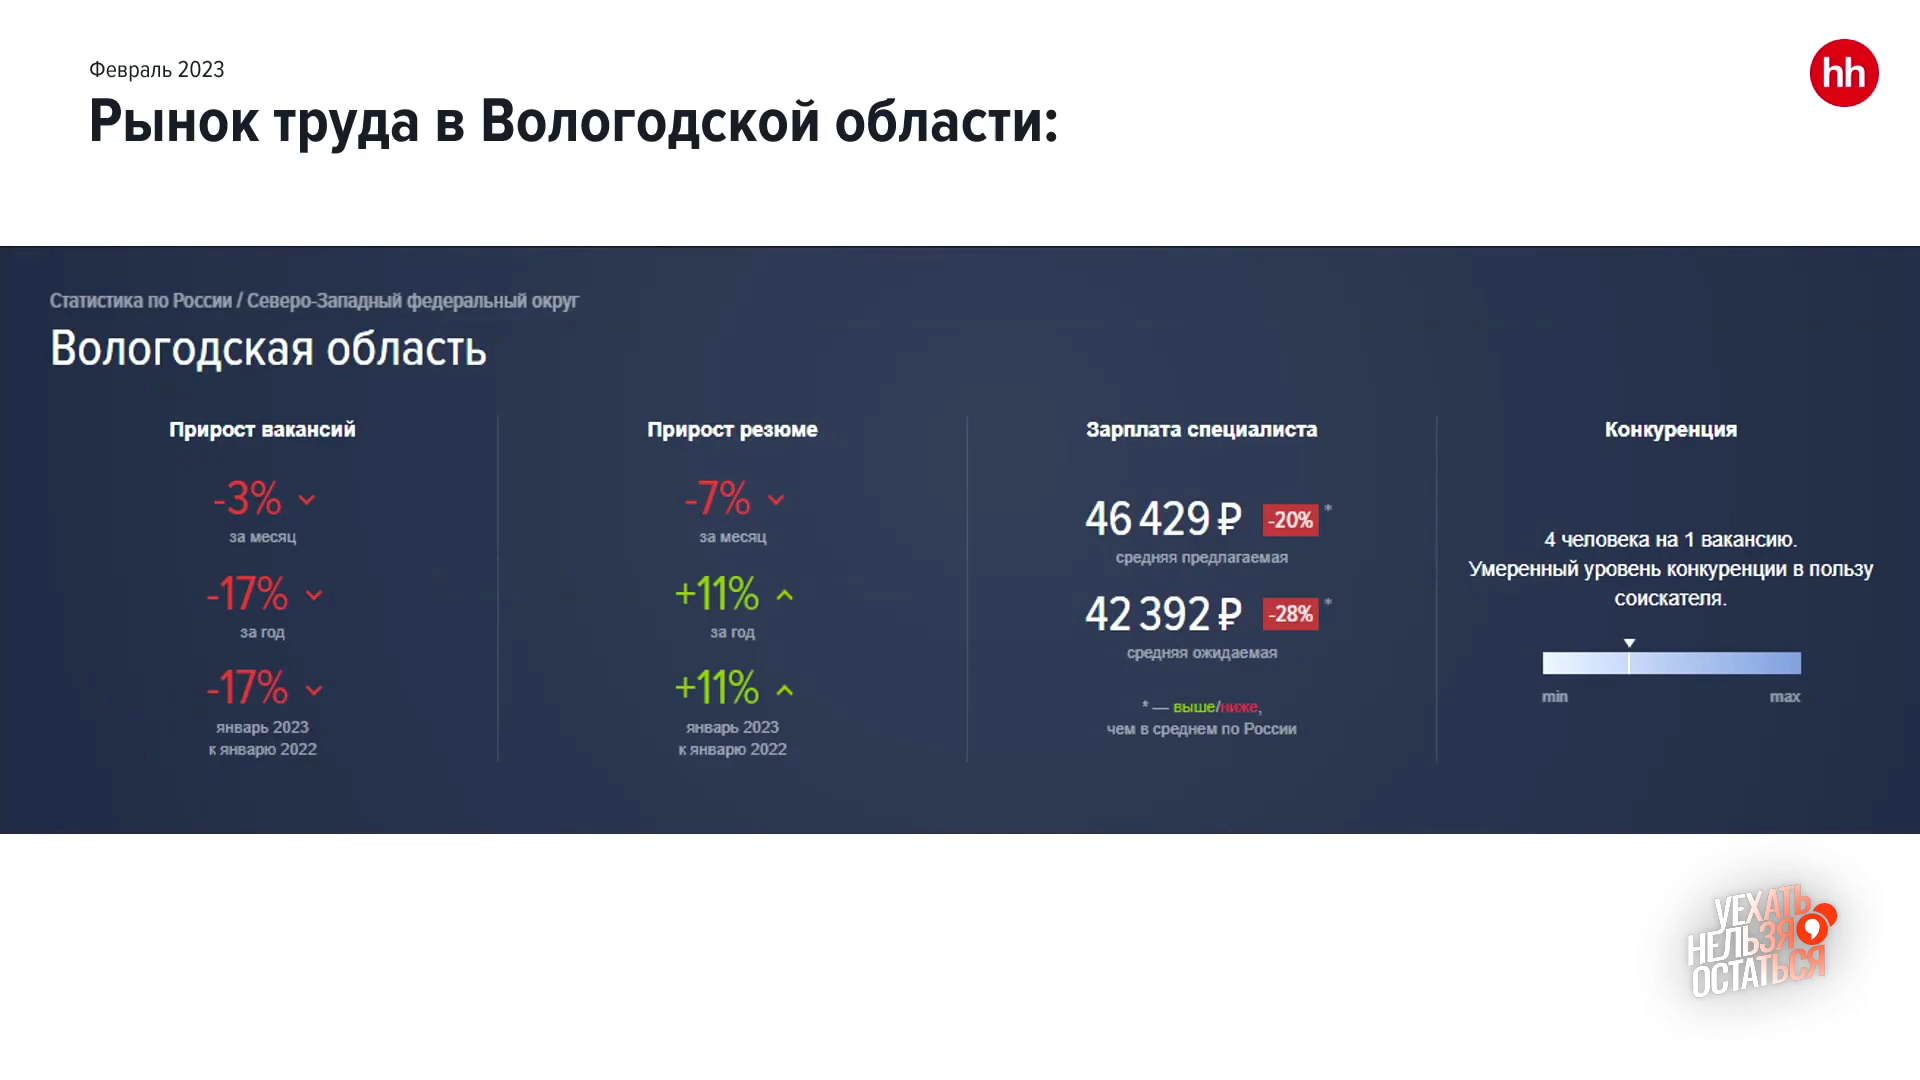 Февраль 2023
hh
Рынок труда в Вологодской области:
Статистика по России / Северо-Западный федеральный округ
Вологодская область
Прирост вакансий
-3%
за месяц
-17%
за год
-17%
январь 2023
к январю 2022
Прирост резюме
-7%
за месяц
+11%
за год
+11%
январь 2023
к январю 2022
Зарплата специалиста
46 429 ₽ -20% *
средняя предлагаемая
42 392 ₽ -28% *
средняя ожидаемая
* — выше/ниже,
чем в среднем по России
Конкуренция
4 человека на 1 вакансию.
Умеренный уровень конкуренции в пользу
соискателя.
min max
УЕХАТЬ
НЕЛЬЗЯ
ОСТАТЬСЯ